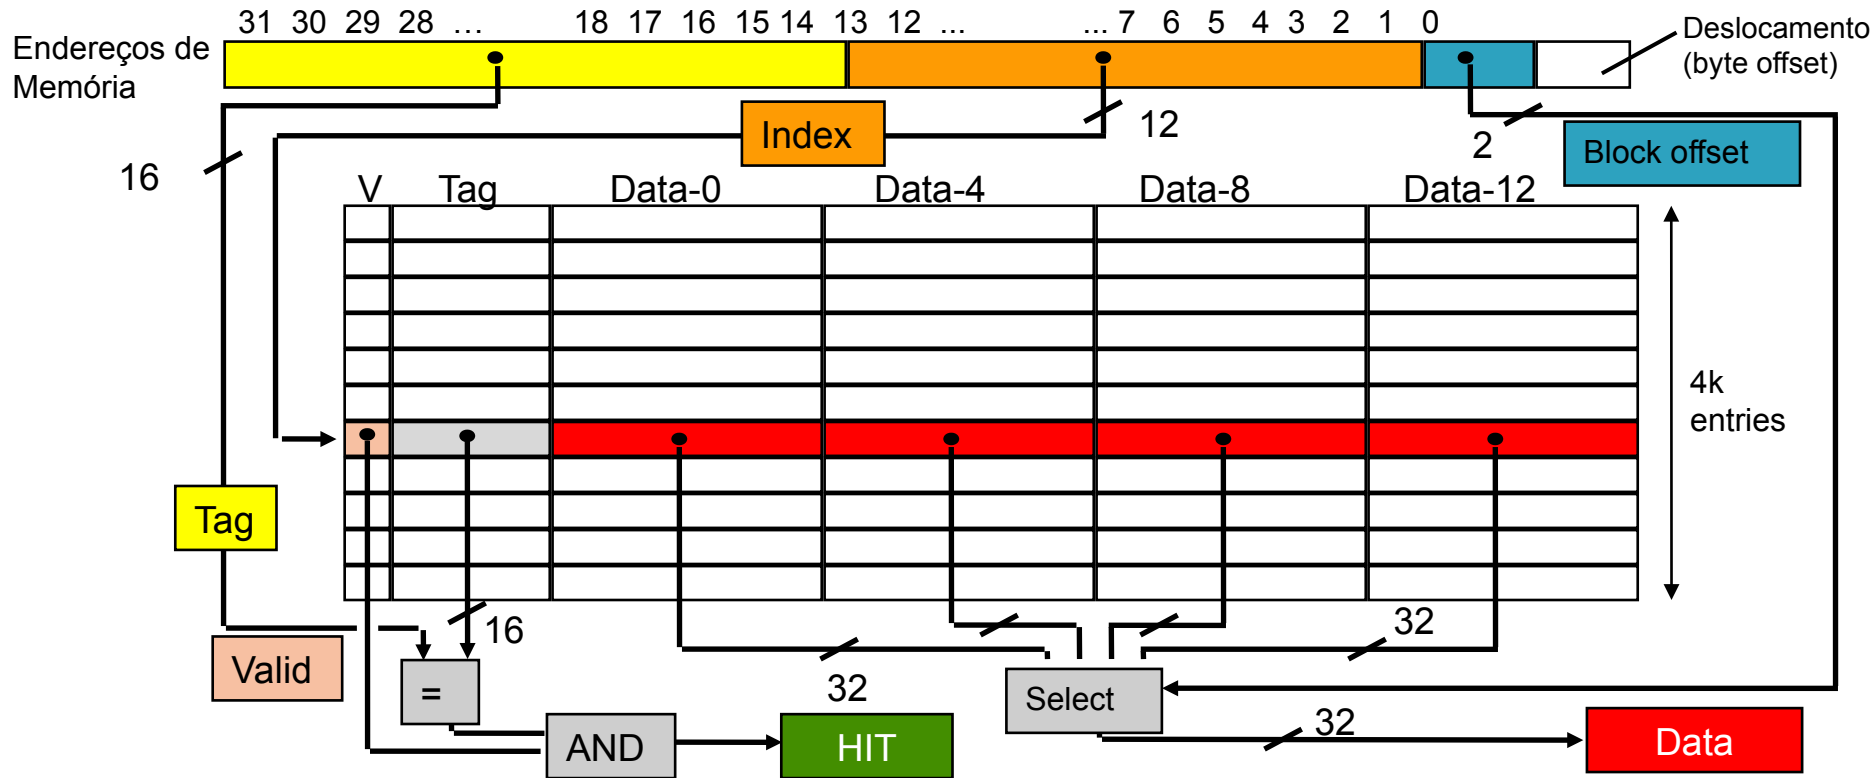 31 30 29 28 ... 18 17 16 15 14 13 12 ... ... 7 6 5 4 3 2 1 0
Endereços de
Memória
Deslocamento
(byte offset)
Index
12
2
Block offset
16
V Tag Data-0 Data-4 Data-8 Data-12
4k
entries
Tag
16
32
32
Valid
=
Select
32
AND
HIT
Data